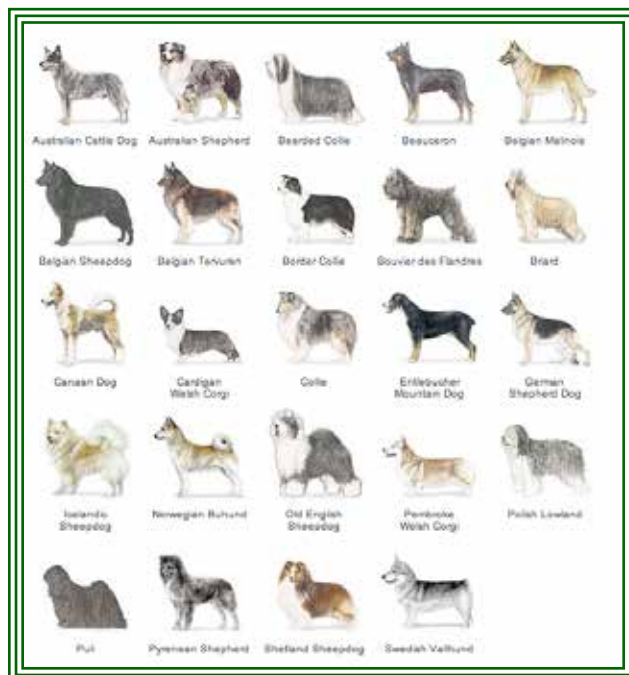 Australian Cattle Dog
Australian Shepherd
Bearded Collie
Beauceron
Belgian Malinois
Belgian Sheepdog
Belgian Tervuren
Border Collie
Bouvier des Flandres
Briard
Canaan Dog
Cardigan
Welsh Corgi
Collie
Entlebucher
Mountain Dog
German
Shepherd Dog
Icelandic
Sheepdog
Norwegian Buhund
Old English
Sheepdog
Pembroke
Welsh Corgi
Polish Lowland
Puli
Pyrenean Shepherd
Shetland Sheepdog
Swedish Vallhund